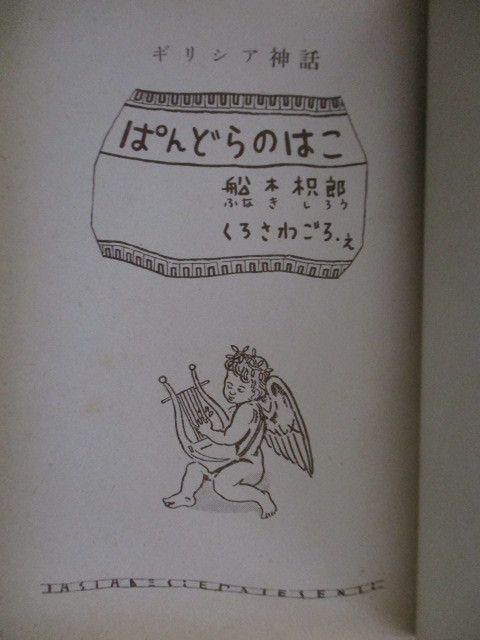 ギリシア神話
ぱんどらのはこ
船木枳郎
ふなきしろう
くろさわごろう・え